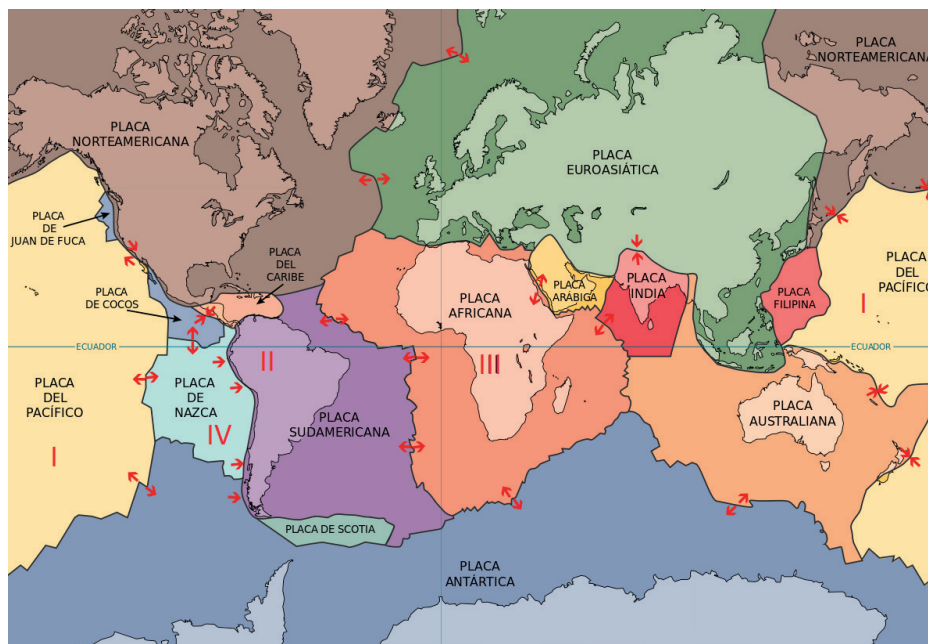 PLACA
NORTEAMERICANA
PLACA
NORTEAMERICANA
PLACA
EUROASIÁTICA
PLACA
DE
JUAN DE FUCA
PLACA
DEL
CARIBE
PLACA
DE COCOS
PLACA
ARÁBIGA
PLACA
INDIA
PLACA
FILIPINA
PLACA
DEL
PACÍFICO
I
PLACA
AFRICANA
III
ECUADOR
ECUADOR
II
PLACA
DEL
PACÍFICO
I
PLACA
DE
NAZCA
IV
PLACA
SUDAMERICANA
PLACA
AUSTRALIANA
PLACA DE SCOTIA
PLACA
ANTÁRTICA